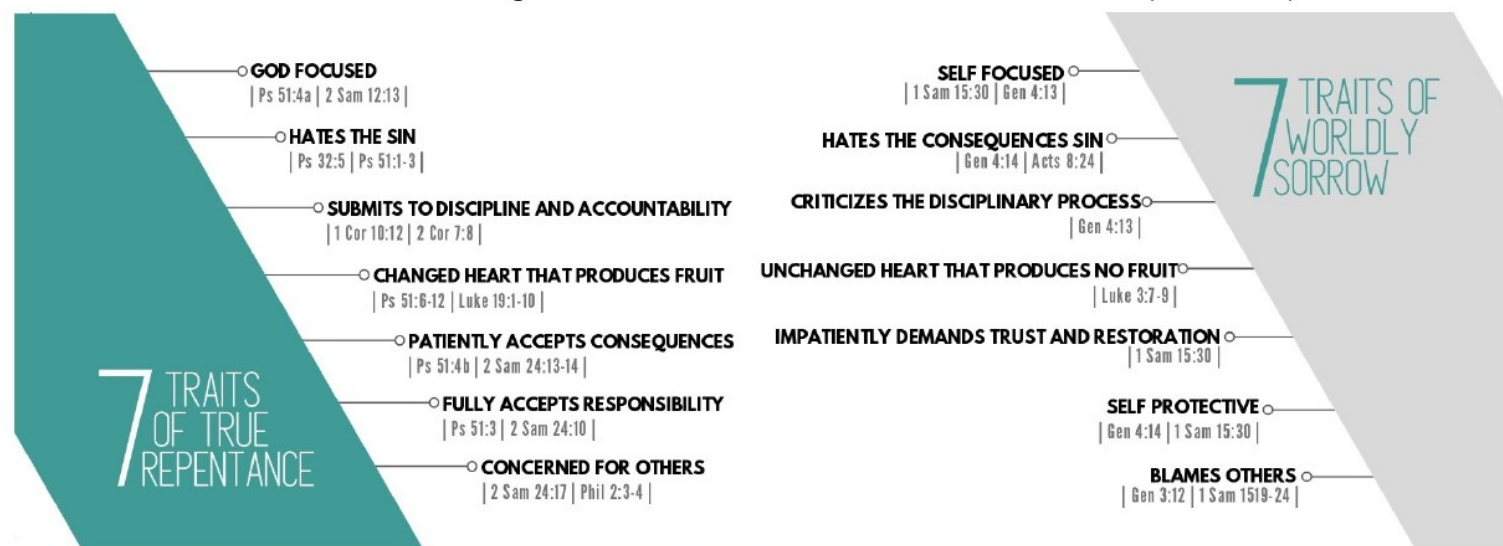 GOD FOCUSED
| Ps 51:4a | 2 Sam 12:13 |
HATES THE SIN
| Ps 32:5 | Ps 51:1-3 |
SUBMITS TO DISCIPLINE AND ACCOUNTABILITY
| 1 Cor 10:12 | 2 Cor 7:8 |
CHANGED HEART THAT PRODUCES FRUIT
| Ps 51:6-12 | Luke 19:1-10 |
PATIENTLY ACCEPTS CONSEQUENCES
| Ps 51:4b | 2 Sam 24:13-14 |
FULLY ACCEPTS RESPONSIBILITY
| Ps 51:3 | 2 Sam 24:10 |
CONCERNED FOR OTHERS
| 2 Sam 24:17 | Phil 2:3-4 |
7 TRAITS
OF TRUE
REPENTANCE
SELF FOCUSED
| 1 Sam 15:30 | Gen 4:13 |
HATES THE CONSEQUENCES SIN
| Gen 4:14 | Acts 8:24 |
CRITICIZES THE DISCIPLINARY PROCESS
| Gen 4:13 |
UNCHANGED HEART THAT PRODUCES NO FRUIT
| Luke 3:7-9 |
IMPATIENTLY DEMANDS TRUST AND RESTORATION
| 1 Sam 15:30 |
SELF PROTECTIVE
| Gen 4:14 | 1 Sam 15:30 |
BLAMES OTHERS
| Gen 3:12 | 1 Sam 1519-24 |
7 TRAITS OF
WORLDLY
SORROW